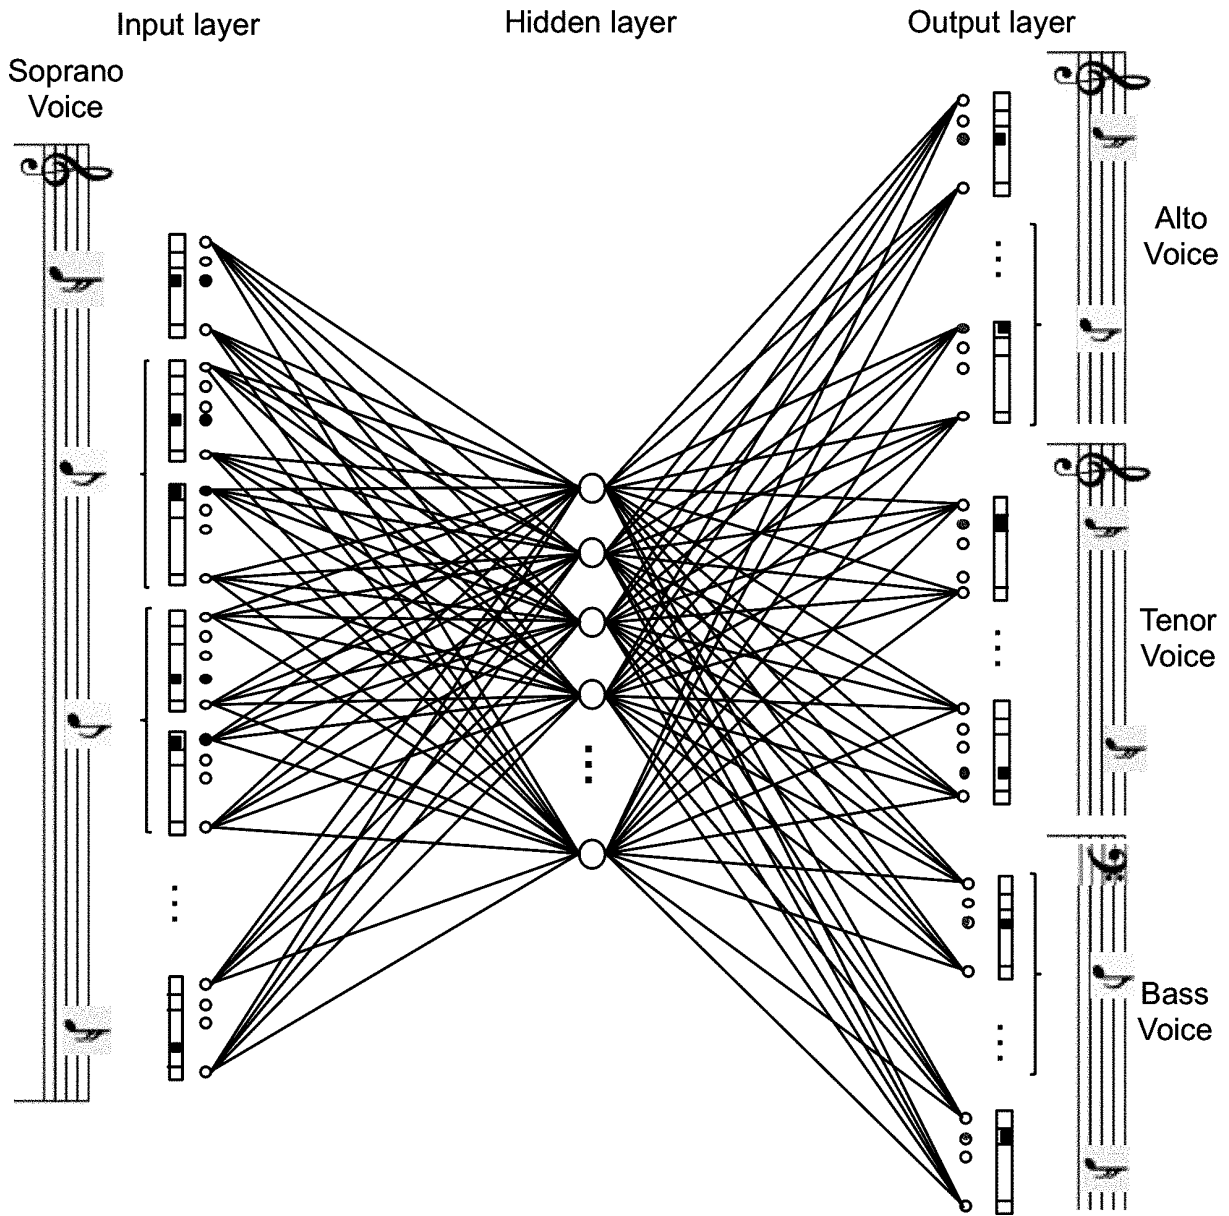 Input layer
Hidden layer
Output layer
Soprano
Voice
Alto
Voice
Tenor
Voice
Bass
Voice